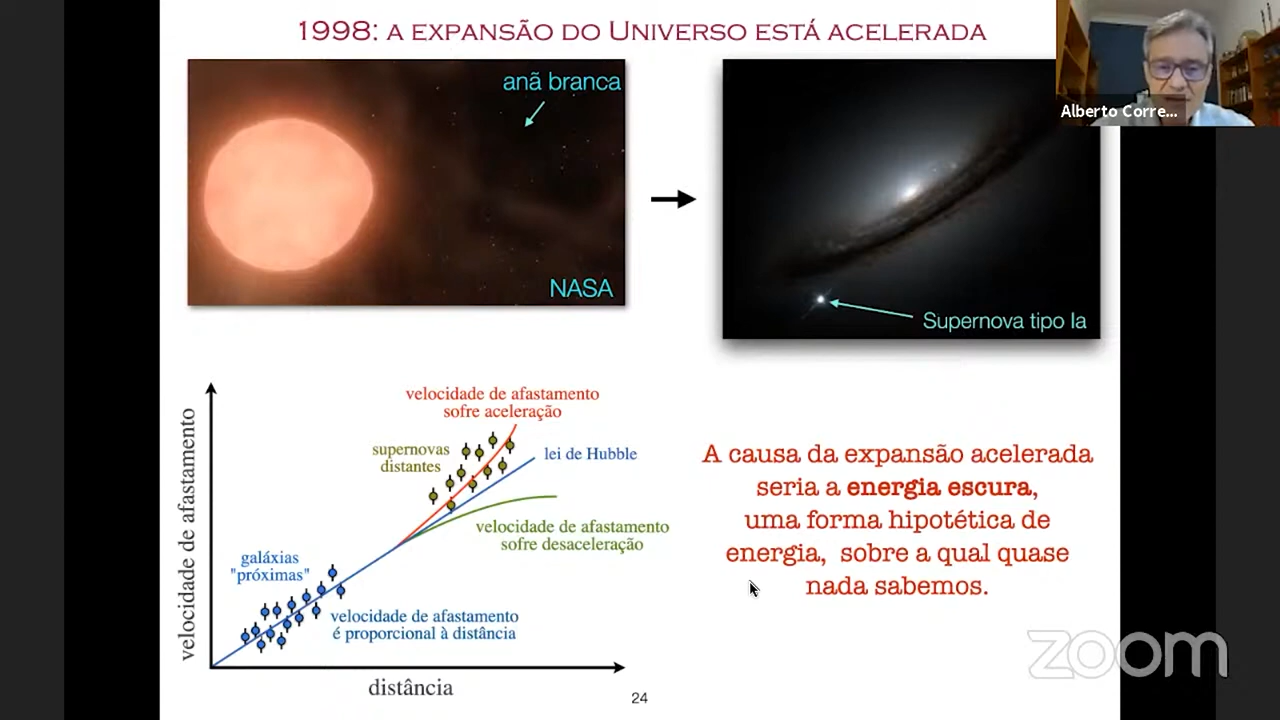 1998: A EXPANSÃO DO UNIVERSO ESTÁ ACELERADA
anã branca
NASA
Supernova tipo Ia
Alberto Corre...
velocidade de afastamento
velocidade de afastamento
sofre aceleração
supernovas
distantes
lei de Hubble
velocidade de afastamento
sofre desaceleração
galáxias
"próximas"
velocidade de afastamento
é proporcional à distância
distância
A causa da expansão acelerada
seria a energia escura,
uma forma hipotética de
energia, sobre a qual quase
nada sabemos.
24
zoom